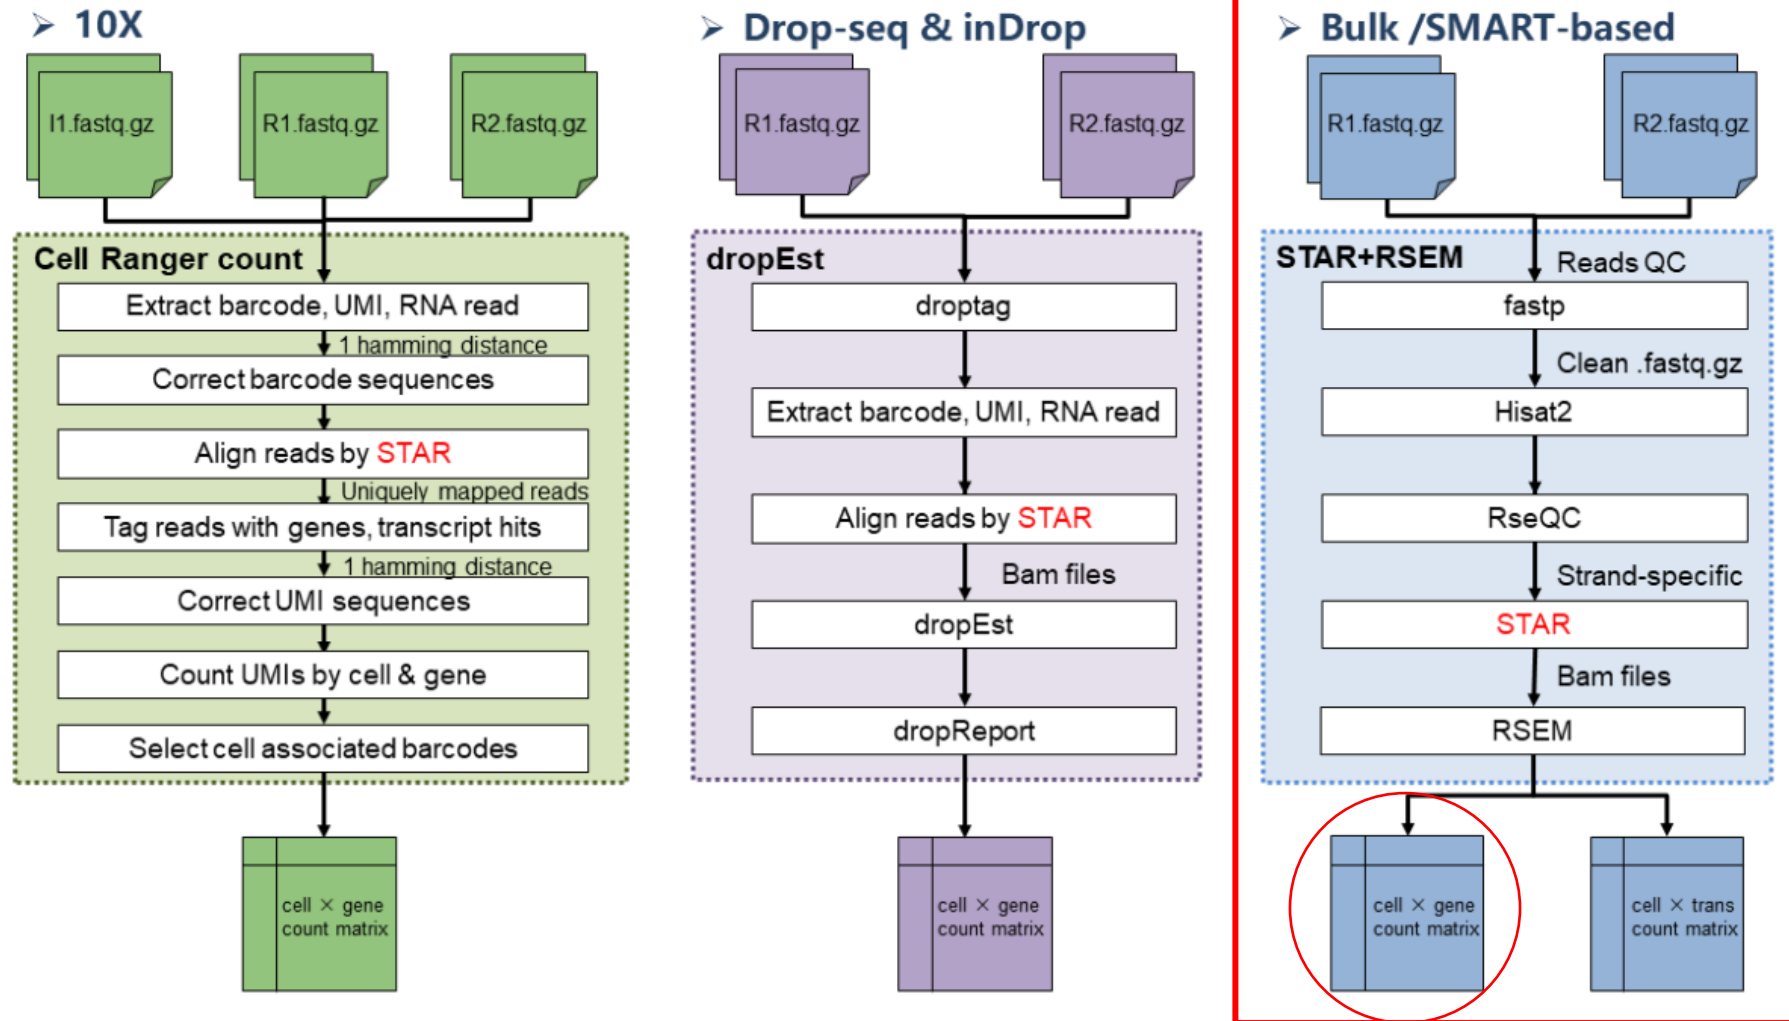 ➢ 10X
I1.fastq.gz
R1.fastq.gz
R2.fastq.gz
Cell Ranger count
Extract barcode, UMI, RNA read
1 hamming distance
Correct barcode sequences
Align reads by STAR
Uniquely mapped reads
Tag reads with genes, transcript hits
1 hamming distance
Correct UMI sequences
Count UMIs by cell & gene
Select cell associated barcodes
cell × gene
count matrix
➢ Drop-seq & inDrop
R1.fastq.gz
R2.fastq.gz
dropEst
droptag
Extract barcode, UMI, RNA read
Align reads by STAR
Bam files
dropEst
dropReport
cell × gene
count matrix
➢ Bulk /SMART-based
R1.fastq.gz
R2.fastq.gz
STAR+RSEM
Reads QC
fastp
Clean .fastq.gz
Hisat2
RseQC
Strand-specific
STAR
Bam files
RSEM
cell × gene
count matrix
cell × trans
count matrix